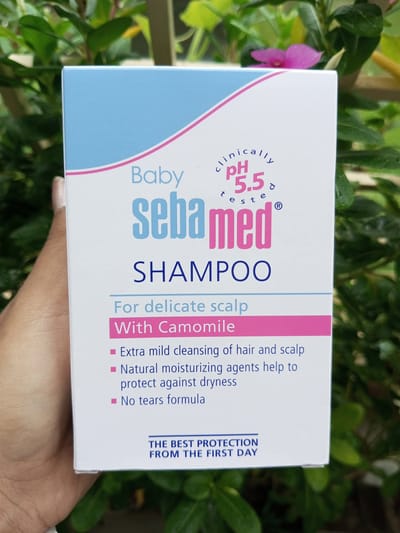 clinically
pH
5.5
tested
Baby
sebamed®
SHAMPOO
For delicate scalp
With Camomile
Extra mild cleansing of hair and scalp
Natural moisturizing agents help to
protect against dryness
No tears formula
THE BEST PROTECTION
FROM THE FIRST DAY